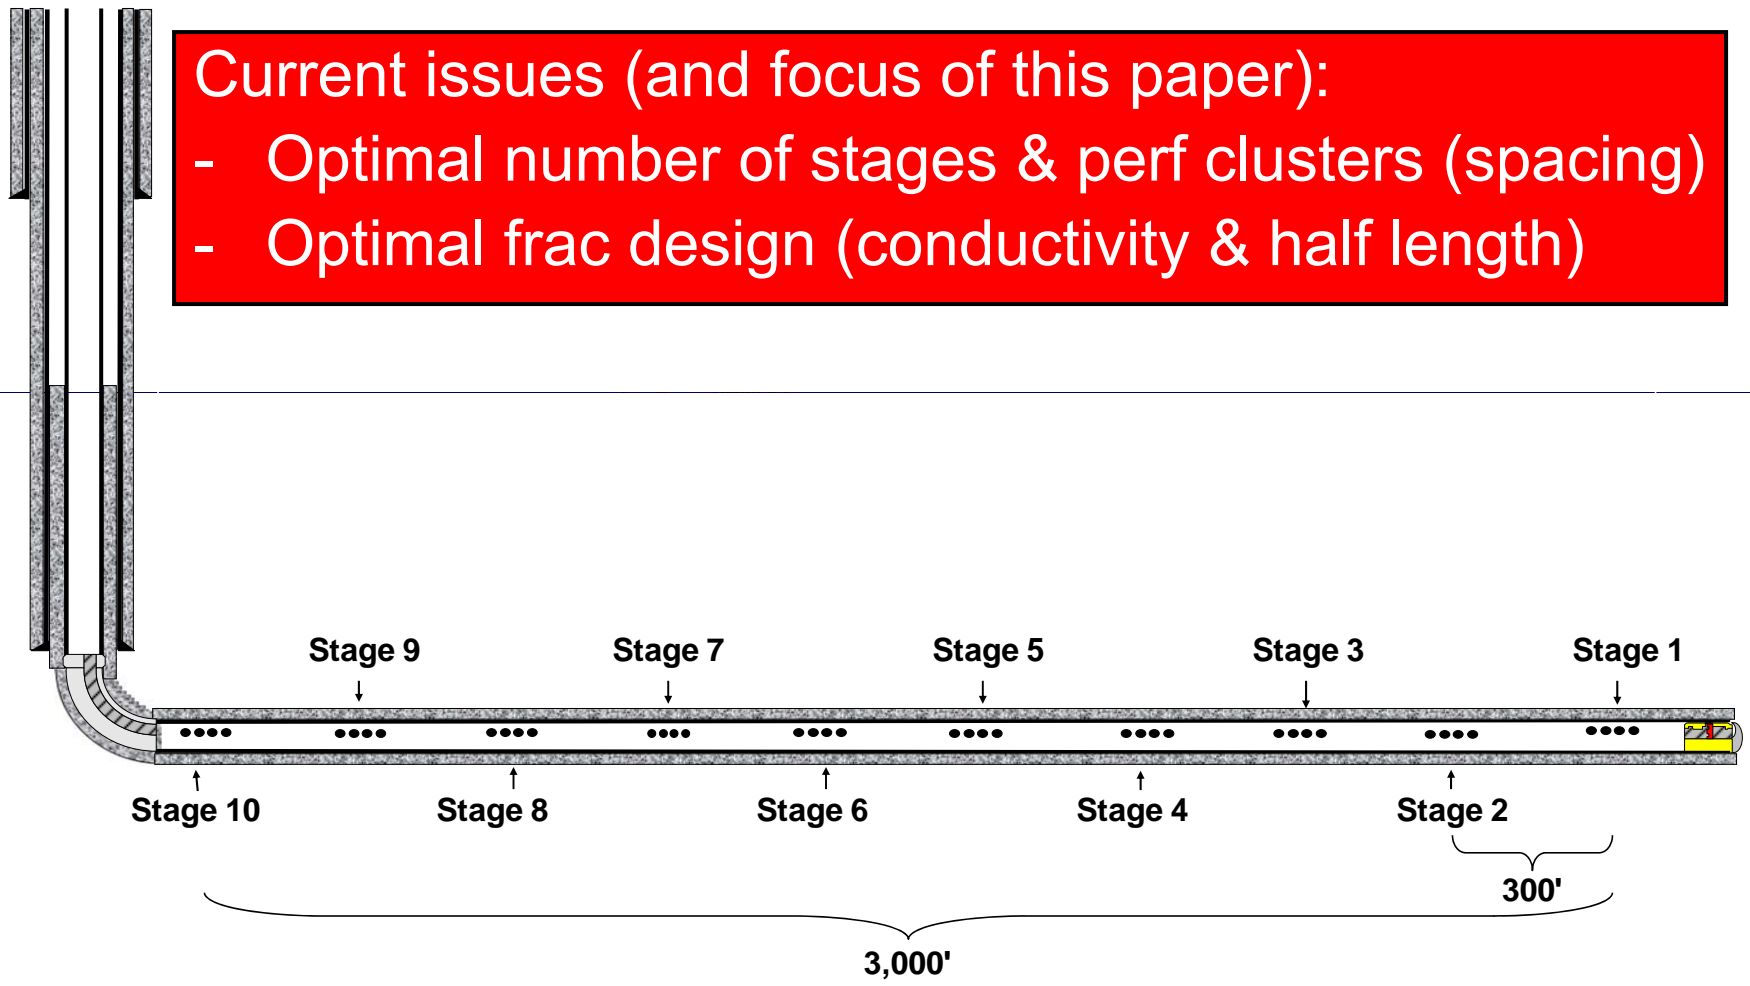 Current issues (and focus of this paper):
- Optimal number of stages & perf clusters (spacing)
- Optimal frac design (conductivity & half length)
Stage 9
Stage 7
Stage 5
Stage 3
Stage 1
Stage 10
Stage 8
Stage 6
Stage 4
Stage 2
300'
3,000'